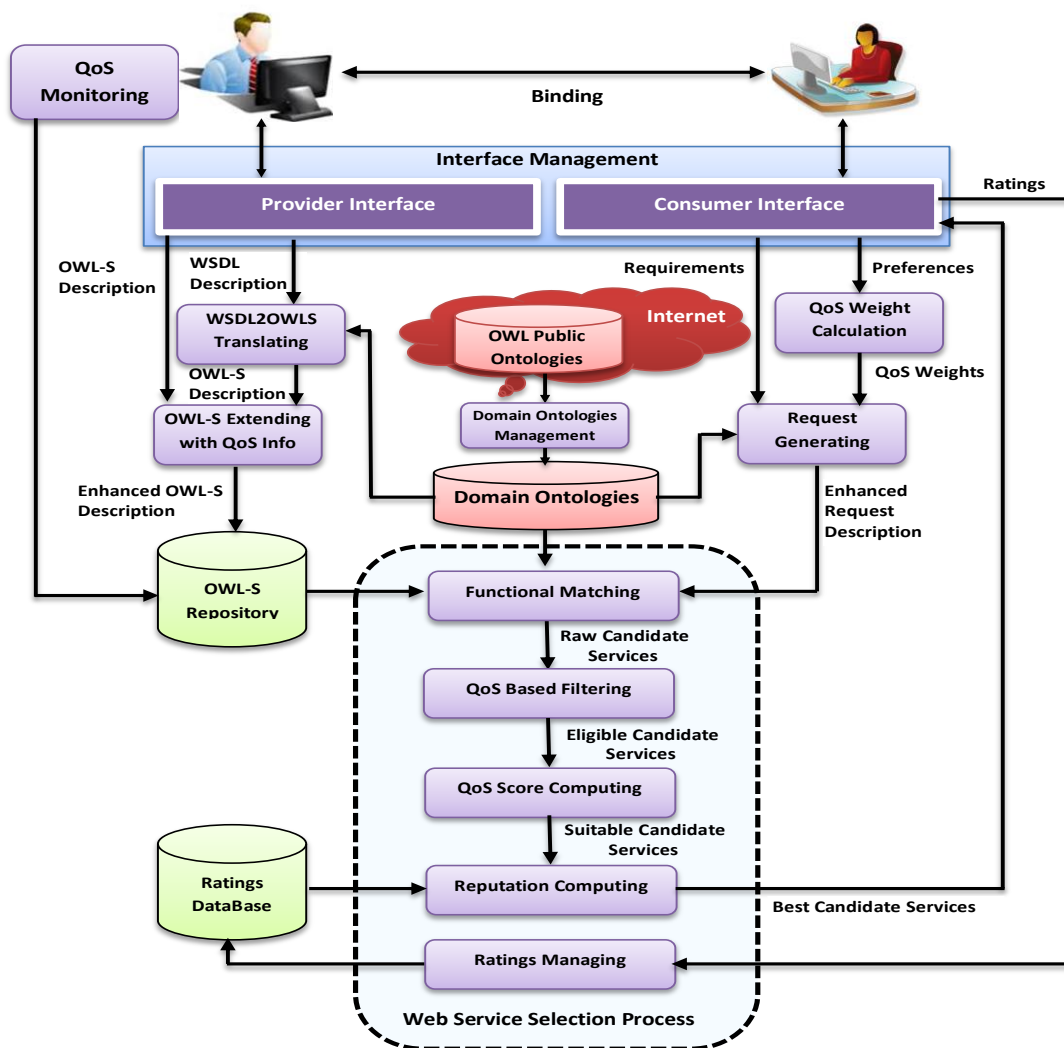 QoS
Monitoring
Binding
Interface Management
Provider Interface
Consumer Interface
Ratings
OWL-S
Description
WSDL
Description
Requirements
Preferences
WSDL2OWLS
Translating
Internet
OWL Public
Ontologies
QoS Weight
Calculation
OWL-S
Description
QoS Weights
OWL-S Extending
with QoS Info
Domain Ontologies
Management
Request
Generating
Enhanced OWL-S
Description
Domain Ontologies
Enhanced
Request
Description
OWL-S
Repository
Functional Matching
Raw Candidate
Services
QoS Based Filtering
Eligible Candidate
Services
QoS Score Computing
Suitable Candidate
Services
Ratings
DataBase
Reputation Computing
Best Candidate Services
Ratings Managing
Web Service Selection Process